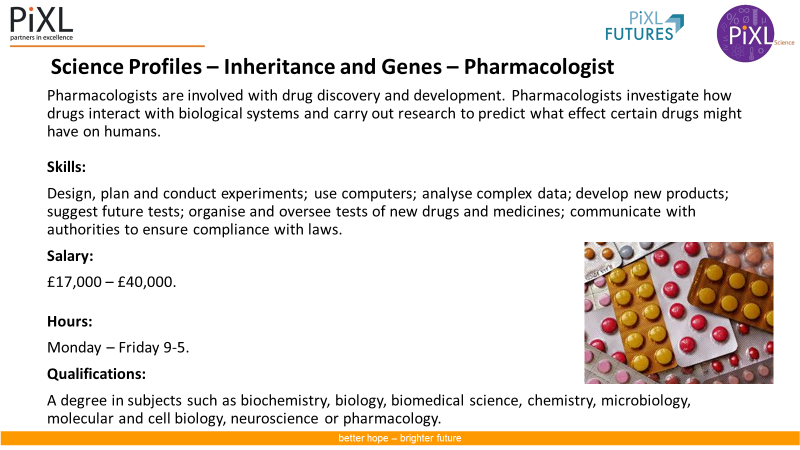 PiXL
partners in excellence
PiXL
FUTURES
PiXL
Science
Science Profiles – Inheritance and Genes – Pharmacologist
Pharmacologists are involved with drug discovery and development. Pharmacologists investigate how
drugs interact with biological systems and carry out research to predict what effect certain drugs might
have on humans.
Skills:
Design, plan and conduct experiments; use computers; analyse complex data; develop new products;
suggest future tests; organise and oversee tests of new drugs and medicines; communicate with
authorities to ensure compliance with laws.
Salary:
£17,000 – £40,000.
Hours:
Monday – Friday 9-5.
Qualifications:
A degree in subjects such as biochemistry, biology, biomedical science, chemistry, microbiology,
molecular and cell biology, neuroscience or pharmacology.
better hope – brighter future